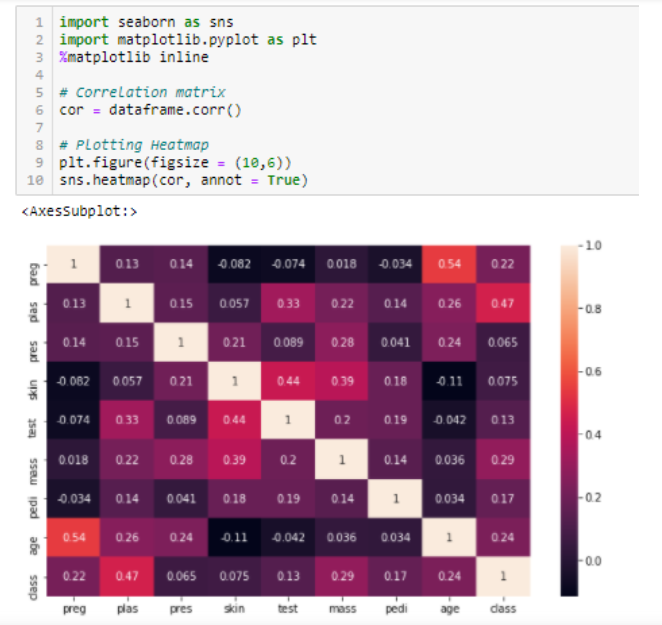 1 import seaborn as sns
2 import matplotlib.pyplot as plt
3 %matplotlib inline
4
5 # Correlation matrix
6 cor = dataframe.corr()
7
8 # Plotting Heatmap
9 plt.figure(figsize = (10,6))
10 sns.heatmap(cor, annot = True)
<AxesSubplot:>
preg 1 0.13 0.14 -0.082 -0.074 0.018 -0.034 0.54 0.22
plas 0.13 1 0.15 0.057 0.33 0.22 0.14 0.26 0.47
pres 0.14 0.15 1 0.21 0.089 0.28 0.041 0.24 0.065
skin -0.082 0.057 0.21 1 0.44 0.39 0.18 -0.11 0.075
test -0.074 0.33 0.089 0.44 1 0.2 0.19 -0.042 0.13
mass 0.018 0.22 0.28 0.39 0.2 1 0.14 0.036 0.29
pedi -0.034 0.14 0.041 0.18 0.19 0.14 1 0.034 0.17
age 0.54 0.26 0.24 -0.11 -0.042 0.036 0.034 1 0.24
class 0.22 0.47 0.065 0.075 0.13 0.29 0.17 0.24 1
preg plas pres skin test mass pedi age class
1.0
0.8
0.6
0.4
0.2
0.0